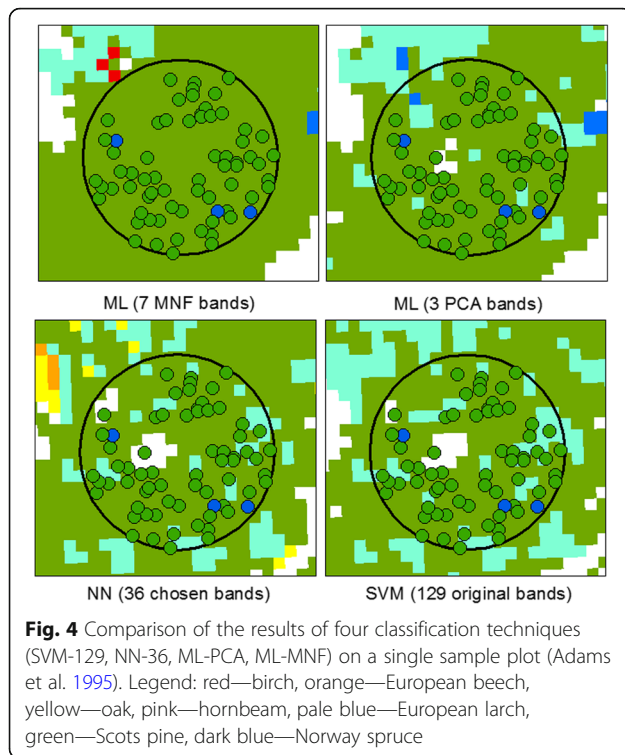 ML (7 MNF bands)
ML (3 PCA bands)
NN (36 chosen bands)
SVM (129 original bands)
Fig. 4 Comparison of the results of four classification techniques
(SVM-129, NN-36, ML-PCA, ML-MNF) on a single sample plot (Adams
et al. 1995). Legend: red—birch, orange—European beech,
yellow—oak, pink—hornbeam, pale blue—European larch,
green—Scots pine, dark blue—Norway spruce